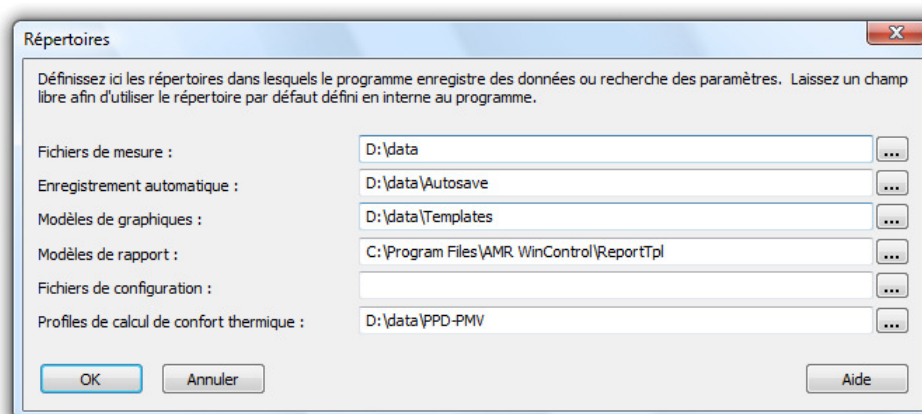 Répertoires
Définissez ici les répertoires dans lesquels le programme enregistre des données ou recherche des paramètres. Laissez un champ
libre afin d'utiliser le répertoire par défaut défini en interne au programme.
Fichiers de mesure : D:\data ...
Enregistrement automatique : D:\data\Autosave ...
Modèles de graphiques : D:\data\Templates ...
Modèles de rapport : C:\Program Files\AMR WinControl\ReportTpl ...
Fichiers de configuration : ...
Profiles de calcul de confort thermique : D:\data\PPD-PMV ...
OK Annuler Aide